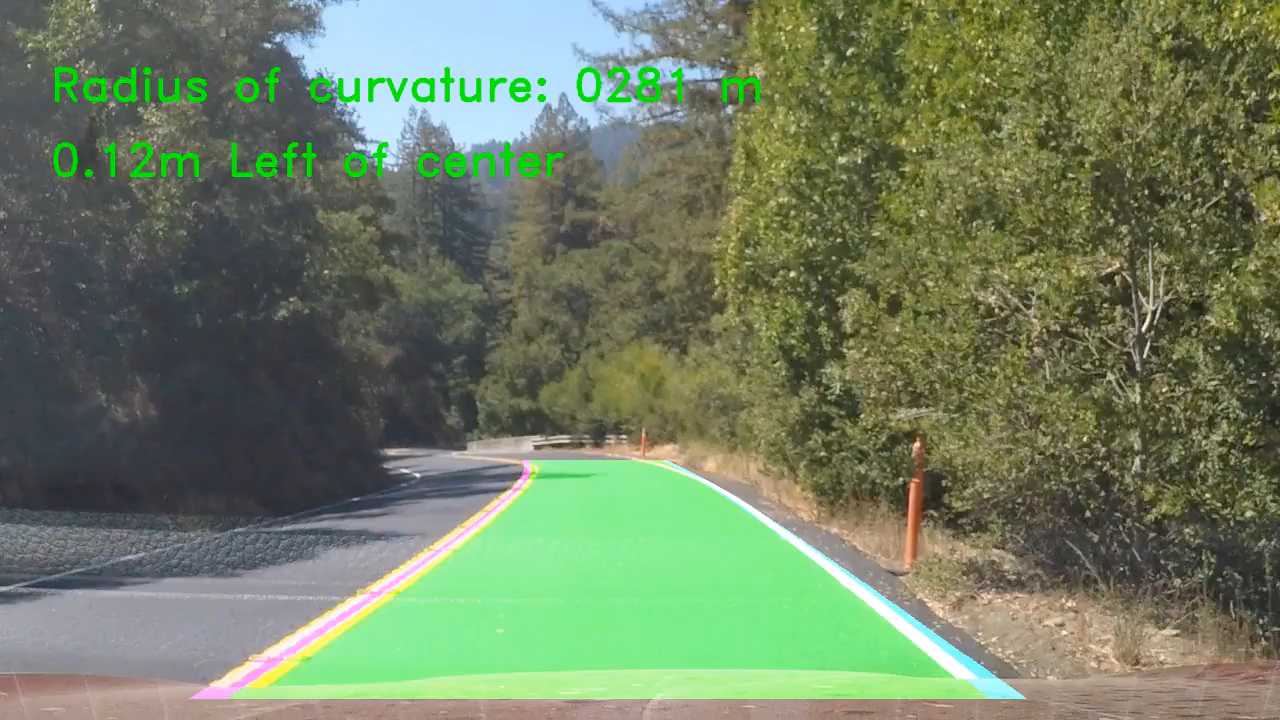 Radius of curvature: 0281 m
0.12m Left of center